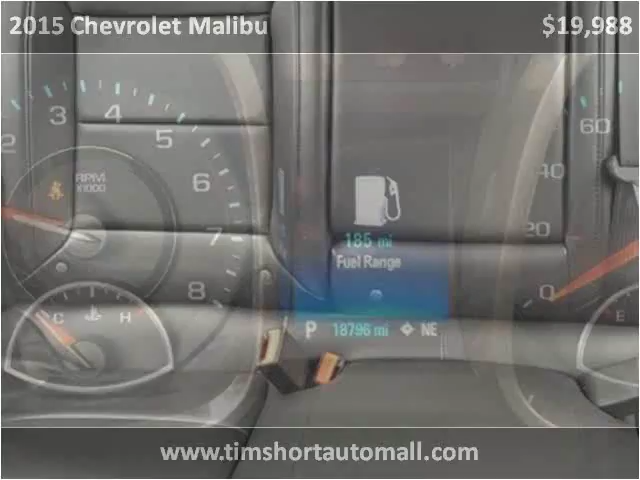 2015 Chevrolet Malibu $19,988
2 3 4 5 6 7 8
RPM
X1000
60
40
20
0
185 mi
Fuel Range
C H
E
P 18796 mi NE
www.timshortautomall.com